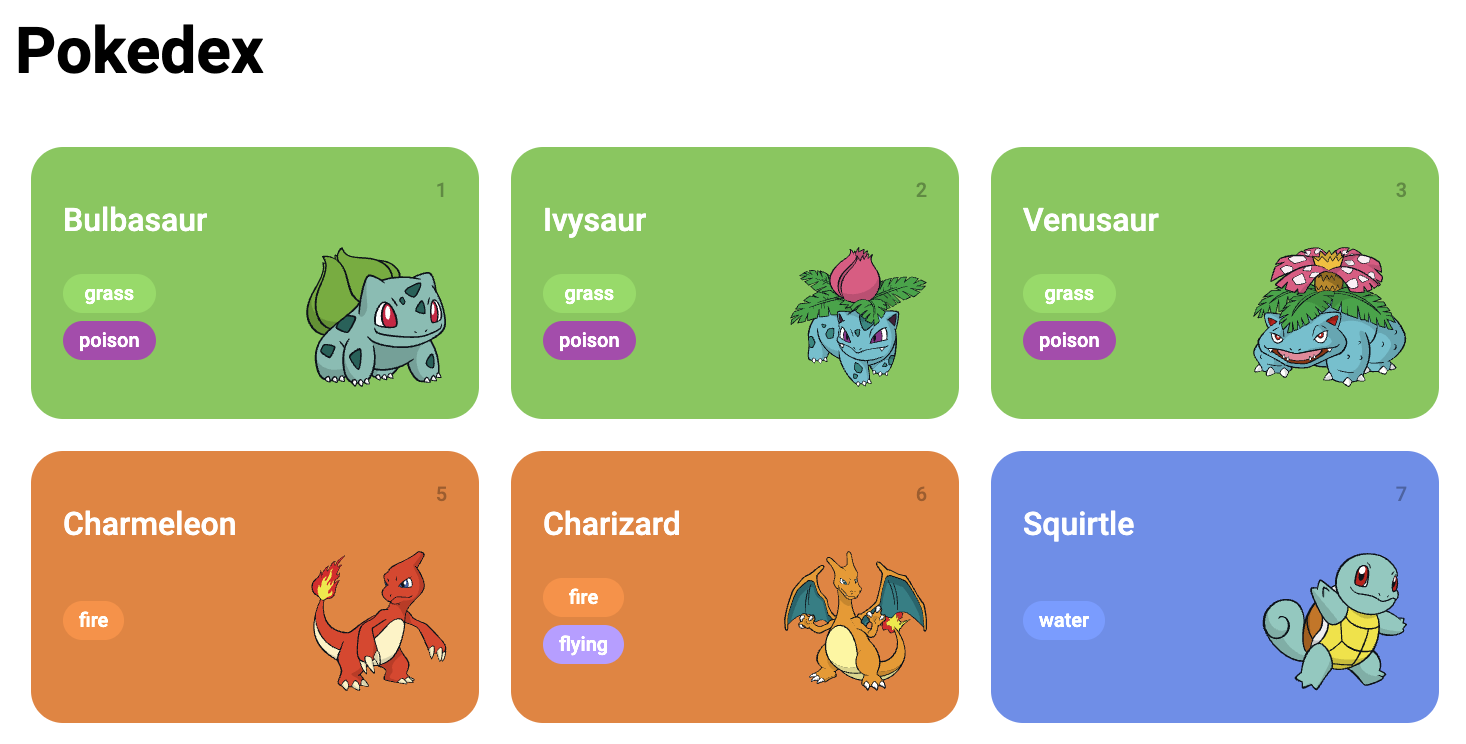 Pokedex
1
Bulbasaur
grass
poison
2
Ivysaur
grass
poison
3
Venusaur
grass
poison
5
Charmeleon
fire
6
Charizard
fire
flying
7
Squirtle
water